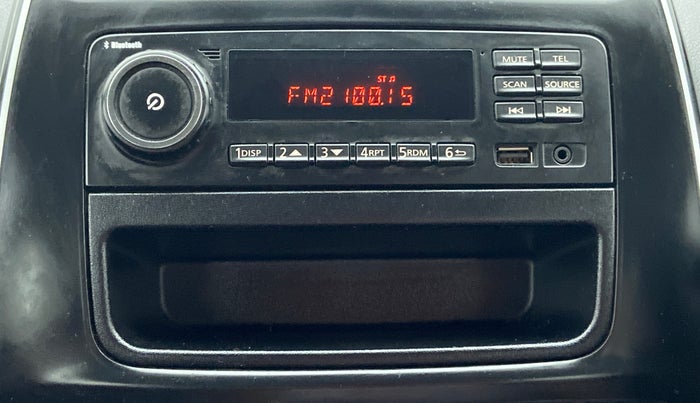 Bluetooth
ST
FM2 100.15
MUTE TEL
SCAN SOURCE
1DISP 2 3 4RPT 5RDM 6